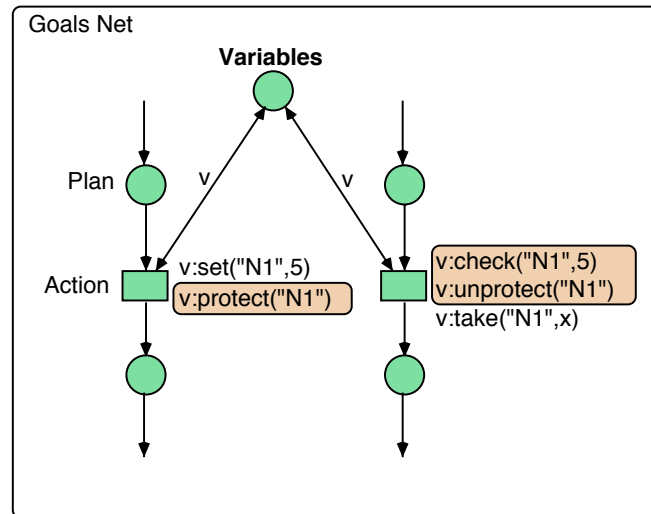 Goals Net
Variables
v
v
Plan
Action
v:set("N1",5)
v:protect("N1")
v:check("N1",5)
v:unprotect("N1")
v:take("N1",x)